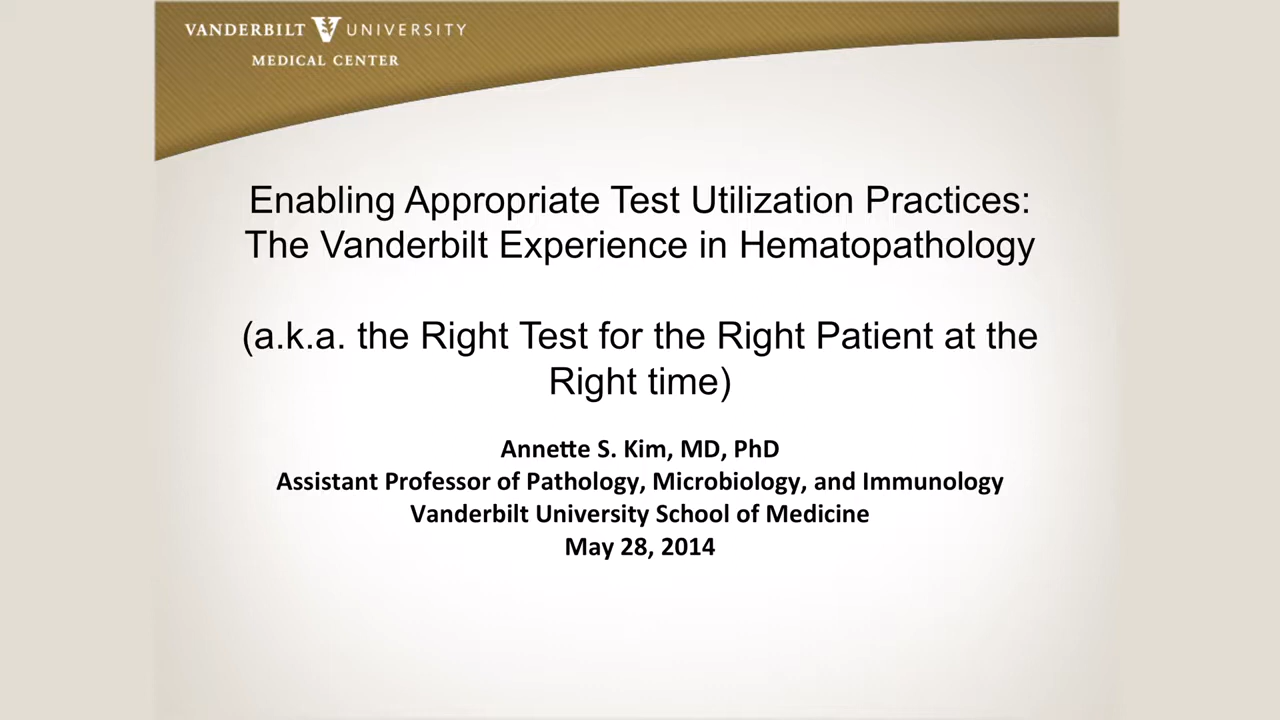 VANDERBILT V UNIVERSITY
MEDICAL CENTER
Enabling Appropriate Test Utilization Practices:
The Vanderbilt Experience in Hematopathology
(a.k.a. the Right Test for the Right Patient at the
Right time)
Annette S. Kim, MD, PhD
Assistant Professor of Pathology, Microbiology, and Immunology
Vanderbilt University School of Medicine
May 28, 2014